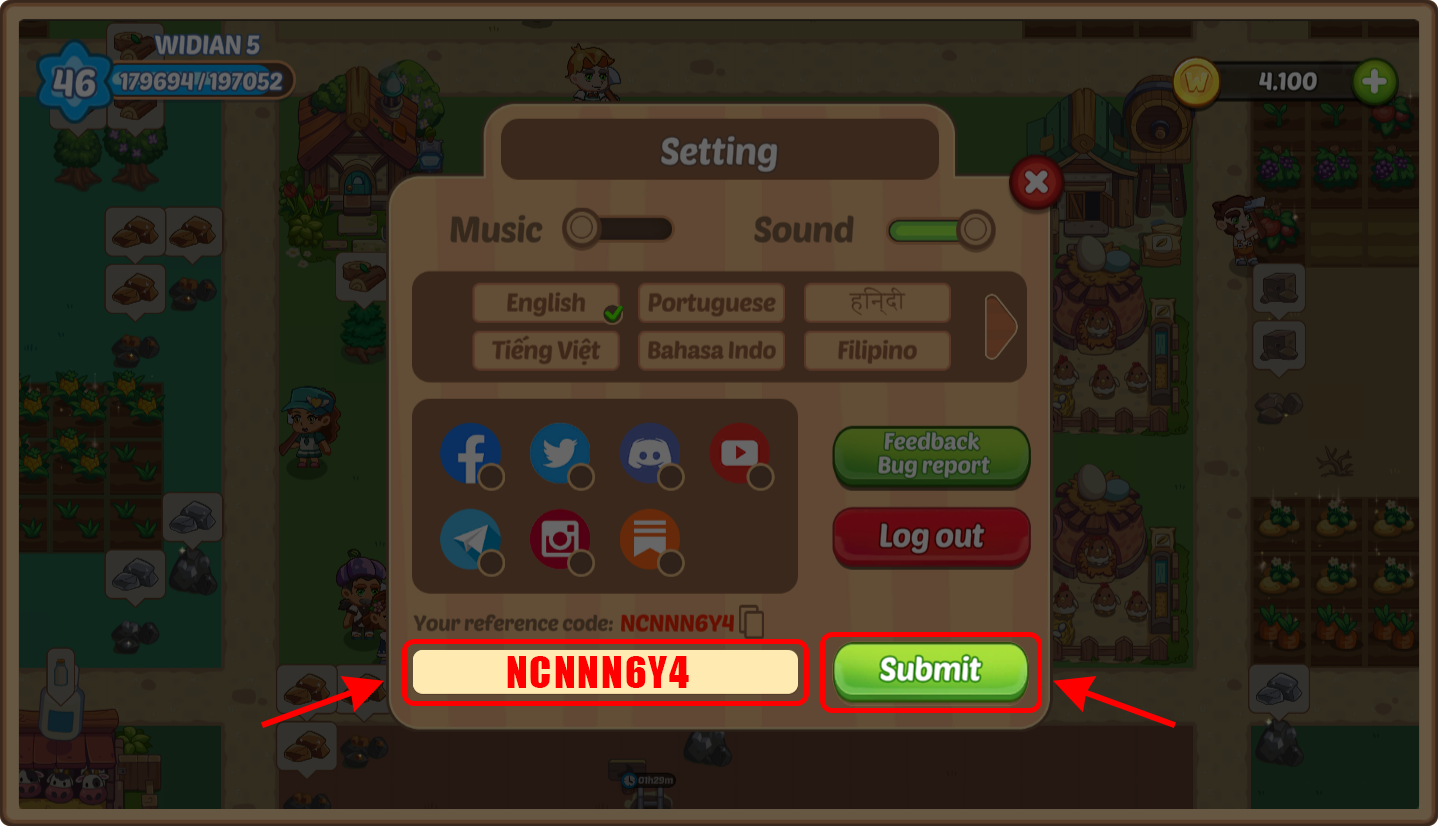 WIDIAN 5
46
179694/197052
4.100
Setting
Music
Sound
English
Portuguese
हिन्दी
Tiếng Việt
Bahasa Indo
Filipino
Feedback
Bug report
Log out
Your reference code: NCNNN6Y4
NCNNN6Y4
Submit
01h29m